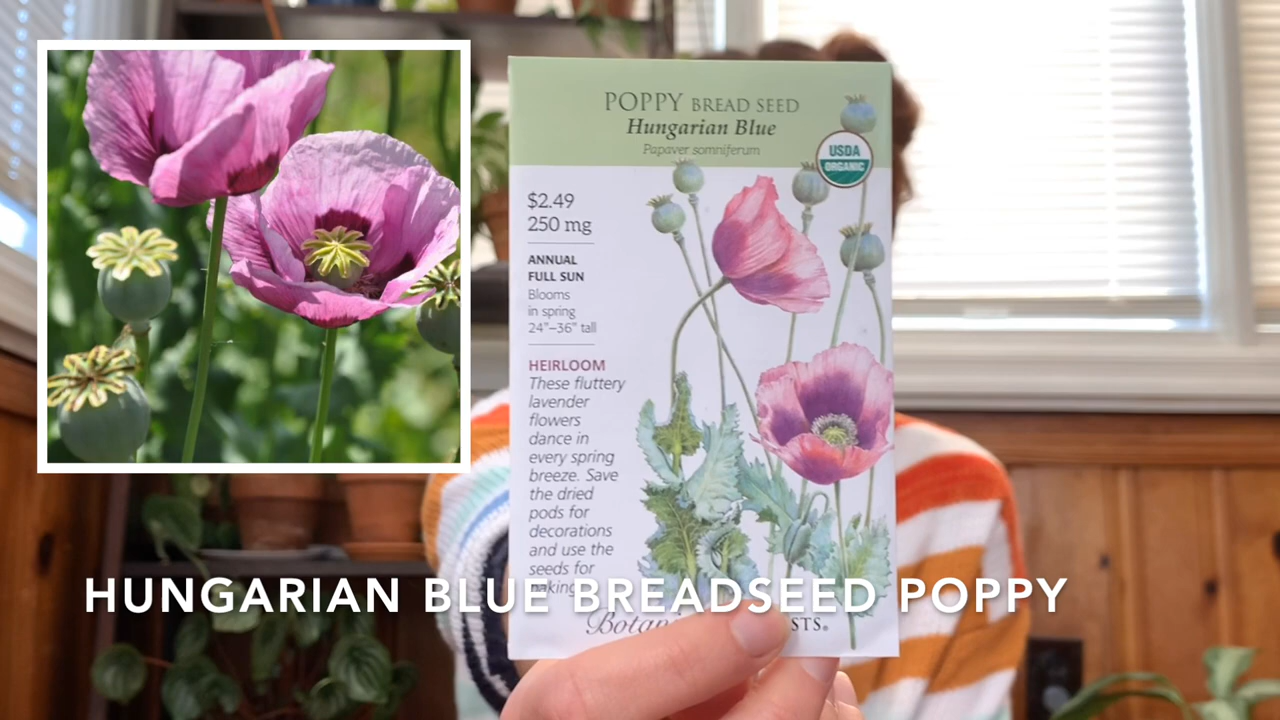 POPPY BREAD SEED
Hungarian Blue
Papaver somniferum
USDA
ORGANIC
$2.49
250 mg
ANNUAL
FULL SUN
Blooms
in spring
24"–36" tall
HEIRLOOM
These fluttery
lavender
flowers
dance in
every spring
breeze. Save
the dried
pods for
decorations
and use the
seeds for
baking
HUNGARIAN BLUE BREADSEED POPPY